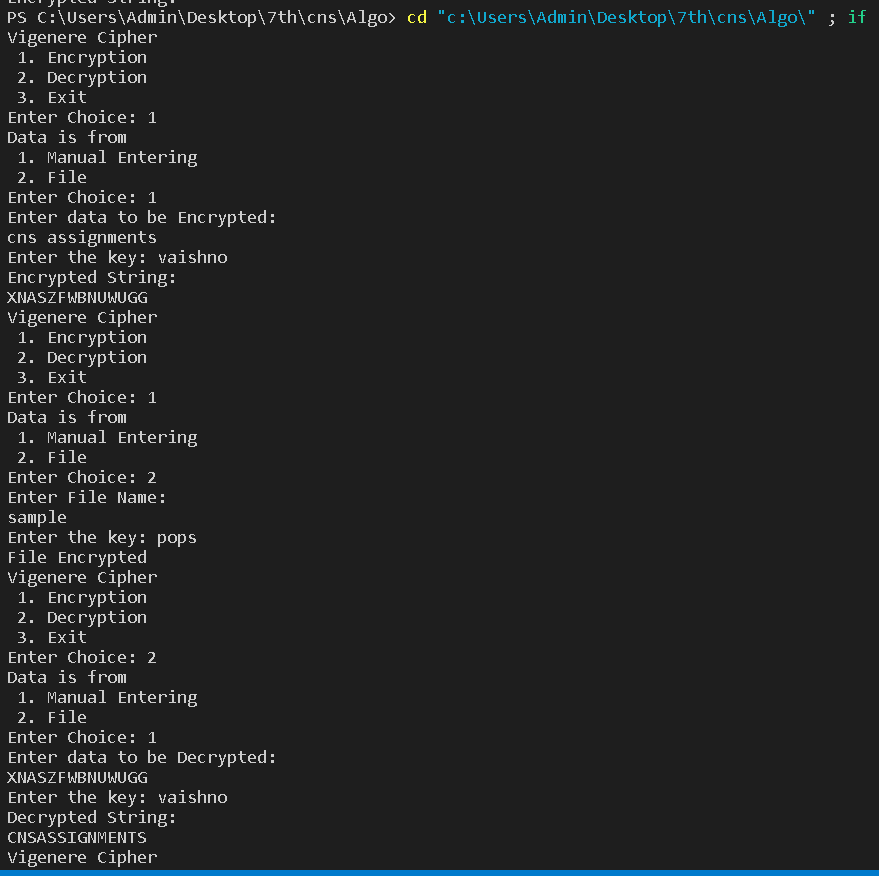 Encrypted String:
PS C:\Users\Admin\Desktop\7th\cns\Algo> cd "c:\Users\Admin\Desktop\7th\cns\Algo\" ; if
Vigenere Cipher
 1. Encryption
 2. Decryption
 3. Exit
Enter Choice: 1
Data is from
 1. Manual Entering
 2. File
Enter Choice: 1
Enter data to be Encrypted:
cns assignments
Enter the key: vaishno
Encrypted String:
XNASZFWBNUWUGG
Vigenere Cipher
 1. Encryption
 2. Decryption
 3. Exit
Enter Choice: 1
Data is from
 1. Manual Entering
 2. File
Enter Choice: 2
Enter File Name:
sample
Enter the key: pops
File Encrypted
Vigenere Cipher
 1. Encryption
 2. Decryption
 3. Exit
Enter Choice: 2
Data is from
 1. Manual Entering
 2. File
Enter Choice: 1
Enter data to be Decrypted:
XNASZFWBNUWUGG
Enter the key: vaishno
Decrypted String:
CNSASSIGNMENTS
Vigenere Cipher